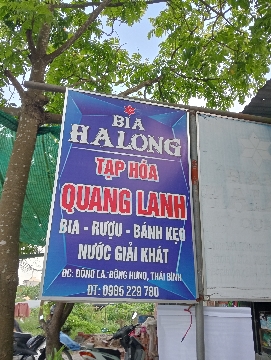 BIA
HALONG
TẠP HÓA
QUANG LANH
BIA - RƯỢU - BÁNH KẸO
NƯỚC GIẢI KHÁT
ĐC: ĐÔNG LA - ĐÔNG HƯNG, THÁI BÌNH
ĐT: 0985 229 780